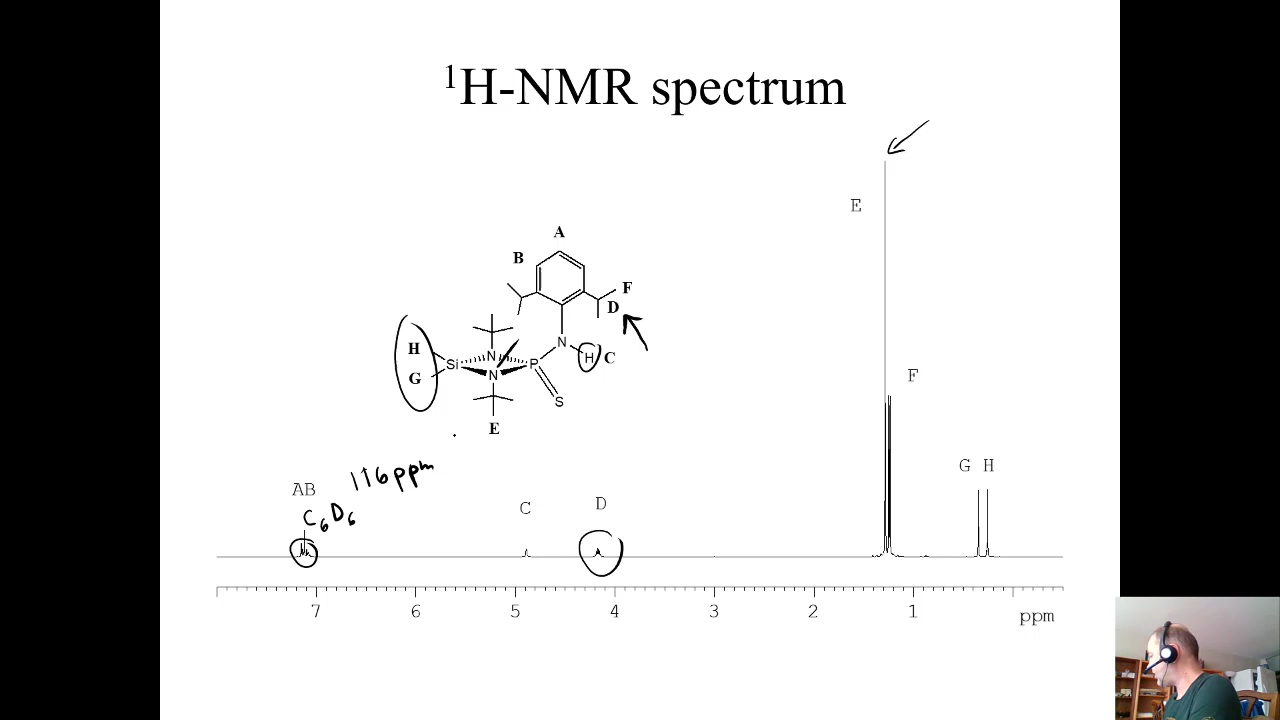 ¹H-NMR spectrum
E
A
B
F
D
H
Si
N
N
P
N
H
C
G
S
E
F
G H
116ppm
AB
C₆D₆
C
D
7 6 5 4 3 2 1 ppm